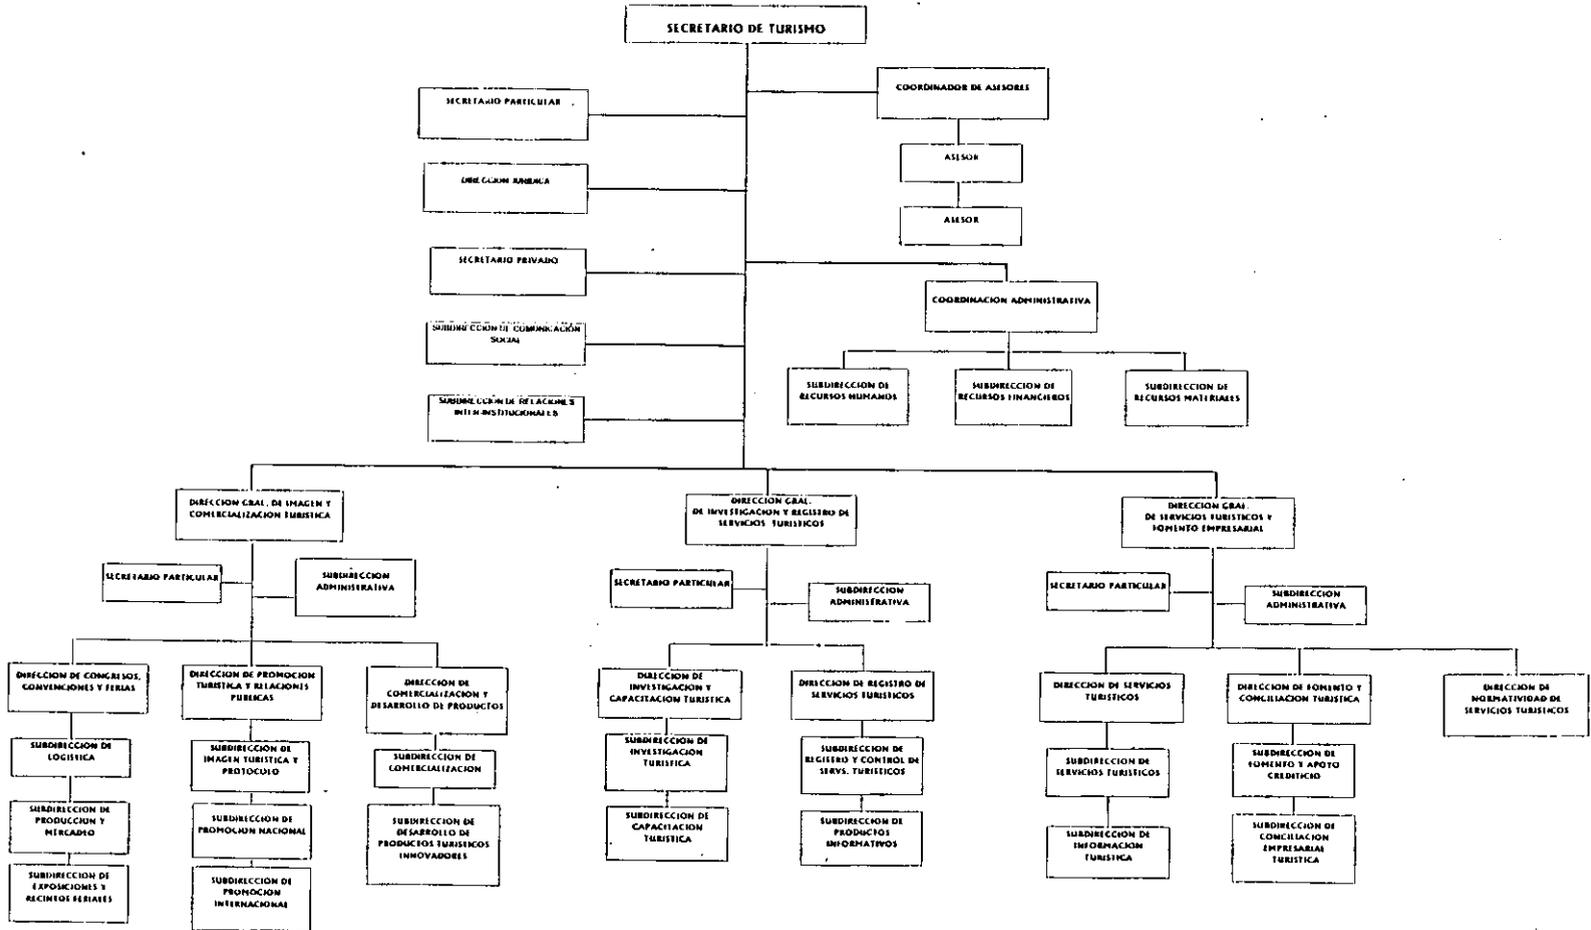 SECRETARIO DE TURISMO
COORDINADOR DE ASESORES
SECRETARIO PARTICULAR
ASESOR
DIRECCION JURIDICA
ASESOR
SECRETARIO PRIVADO
COORDINACION ADMINISTRATIVA
SUBDIRECCION DE COMUNICACION
SOCIAL
SUBDIRECCION DE
RECURSOS HUMANOS
SUBDIRECCION DE
RECURSOS FINANCIEROS
SUBDIRECCION DE
RECURSOS MATERIALES
SUBDIRECCION DE RELACIONES
INTER-INSTITUCIONALES
DIRECCION GRAL. DE IMAGEN Y
COMERCIALIZACION TURISTICA
DIRECCION GRAL.
DE INVESTIGACION Y REGISTRO DE
SERVICIOS TURISTICOS
DIRECCION GRAL.
DE SERVICIOS TURISTICOS Y
FOMENTO EMPRESARIAL
SECRETARIO PARTICULAR
SUBDIRECCION
ADMINISTRATIVA
SECRETARIO PARTICULAR
SUBDIRECCION
ADMINISTRATIVA
SECRETARIO PARTICULAR
SUBDIRECCION
ADMINISTRATIVA
DIRECCION DE CONGRESOS,
CONVENCIONES Y FERIAS
DIRECCION DE PROMOCION
TURISTICA Y RELACIONES
PUBLICAS
DIRECCION DE
COMERCIALIZACION Y
DESARROLLO DE PRODUCTOS
DIRECCION DE
INVESTIGACION Y
CAPACITACION TURISTICA
DIRECCION DE REGISTRO DE
SERVICIOS TURISTICOS
DIRECCION DE SERVICIOS
TURISTICOS
DIRECCION DE FOMENTO Y
CONCILIACION TURISTICA
DIRECCION DE
NORMATIVIDAD DE
SERVICIOS TURISTICOS
SUBDIRECCION DE
LOGISTICA
SUBDIRECCION DE
IMAGEN TURISTICA Y
PROTOCOLO
SUBDIRECCION DE
COMERCIALIZACION
SUBDIRECCION DE
INVESTIGACION
TURISTICA
SUBDIRECCION DE
REGISTRO Y CONTROL DE
SERVS. TURISTICOS
SUBDIRECCION DE
SERVICIOS TURISTICOS
SUBDIRECCION DE
FOMENTO Y APOYO
CREDITICIO
SUBDIRECCION DE
PRODUCCION Y
MERCADEO
SUBDIRECCION DE
PROMOCION NACIONAL
SUBDIRECCION DE
DESARROLLO DE
PRODUCTOS TURISTICOS
INNOVADORES
SUBDIRECCION DE
CAPACITACION
TURISTICA
SUBDIRECCION DE
PRODUCTOS
INFORMATIVOS
SUBDIRECCION DE
INFORMACION
TURISTICA
SUBDIRECCION DE
CONCILIACION
EMPRESARIAL
TURISTICA
SUBDIRECCION DE
EXPOSICIONES Y
RECINTOS FERIALES
SUBDIRECCION DE
PROMOCION
INTERNACIONAL